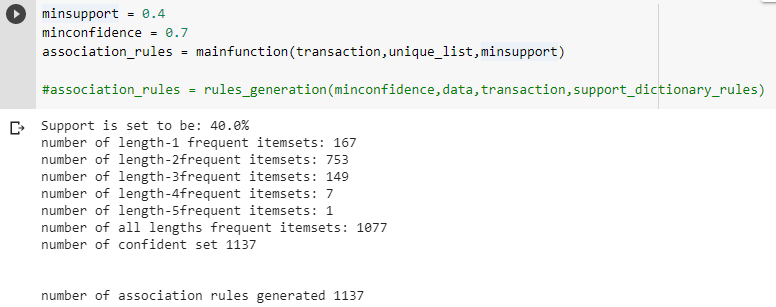 minsupport = 0.4
minconfidence = 0.7
association_rules = mainfunction(transaction,unique_list,minsupport)
#association_rules = rules_generation(minconfidence,data,transaction,support_dictionary_rules)
Support is set to be: 40.0%
number of length-1 frequent itemsets: 167
number of length-2frequent itemsets: 753
number of length-3frequent itemsets: 149
number of length-4frequent itemsets: 7
number of length-5frequent itemsets: 1
number of all lengths frequent itemsets: 1077
number of confident set 1137
number of association rules generated 1137